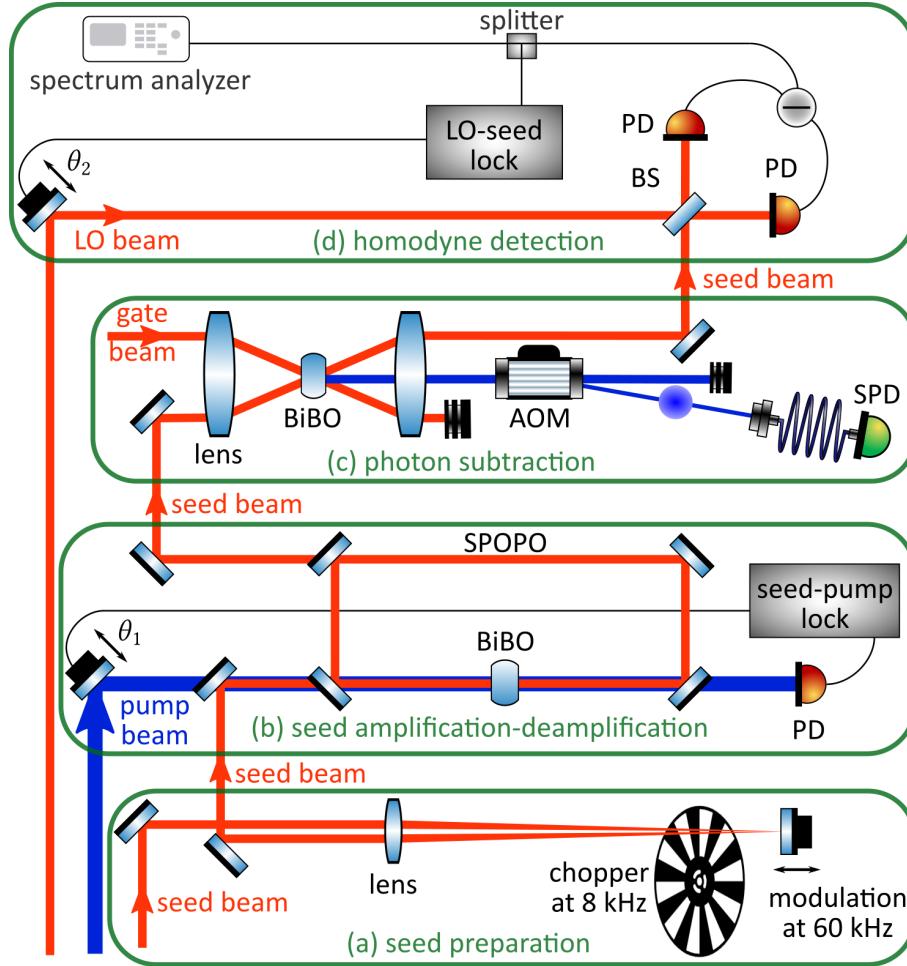 splitter
spectrum analyzer
LO-seed
lock
PD
PD
BS
θ₂
LO beam
(d) homodyne detection
seed beam
gate
beam
BiBO
AOM
SPD
lens
(c) photon subtraction
seed beam
SPOPO
seed-pump
lock
θ₁
BiBO
pump
beam
PD
(b) seed amplification-deamplification
seed beam
lens
chopper
at 8 kHz
modulation
at 60 kHz
seed beam
(a) seed preparation